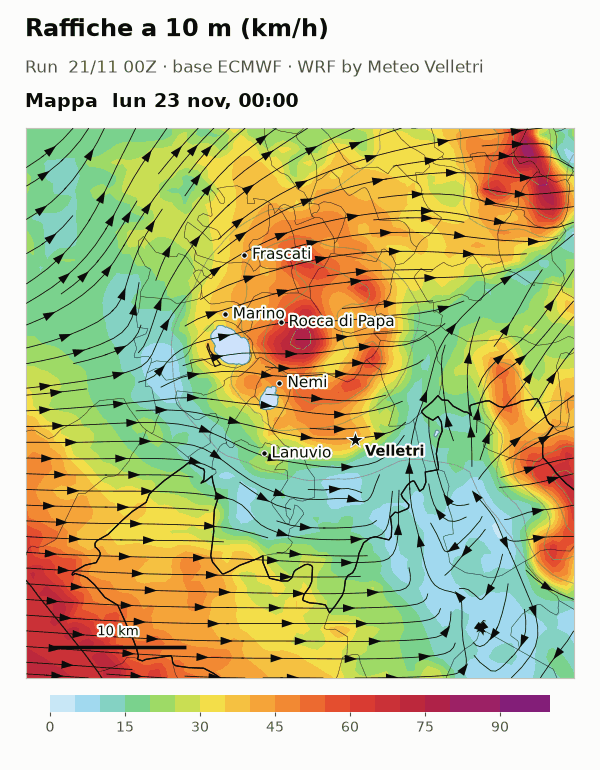 Raffiche a 10 m (km/h)
Run  21/11 00Z · base ECMWF · WRF by Meteo Velletri
Mappa  lun 23 nov, 00:00
Frascati
Marino
Rocca di Papa
Nemi
Velletri
Lanuvio
10 km
0 15 30 45 60 75 90